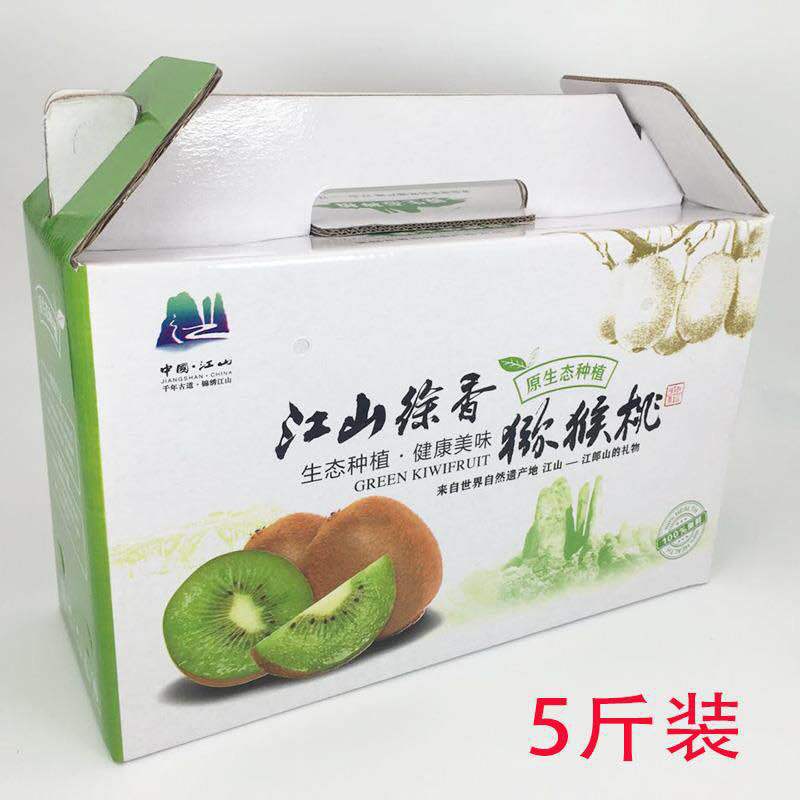 中國·江山
JIANGSHAN·CHINA
千年古道·锦绣江山
原生态种植
江山徐香
猕猴桃
生态种植·健康美味
GREEN KIWIFRUIT
来自世界自然遗产地 江山—江郎山的礼物
100%
5斤装